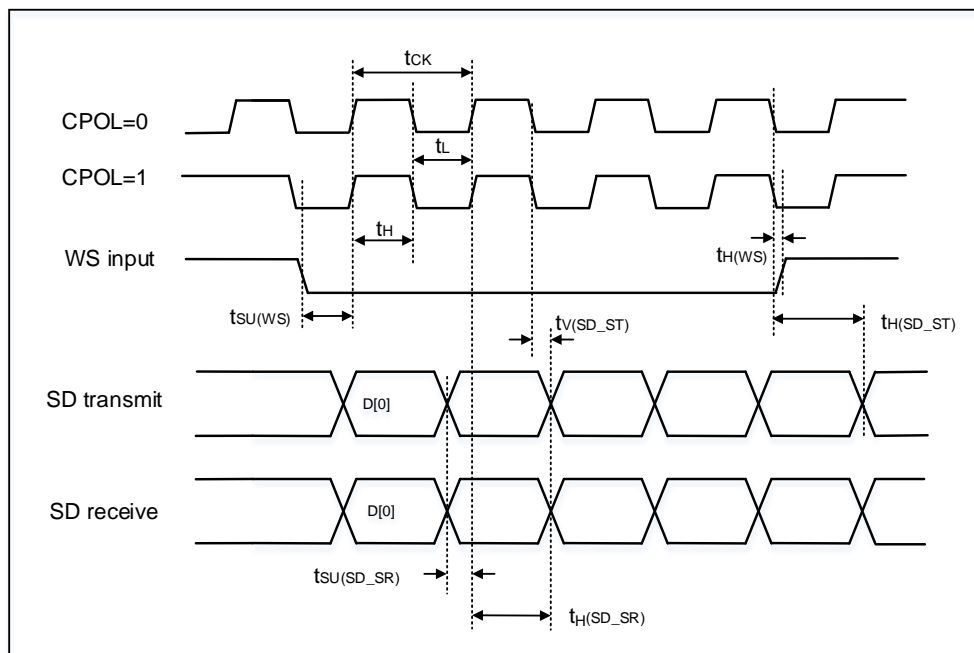 tCK
CPOL=0
tL
CPOL=1
tH
tH(WS)
WS input
tSU(WS)
tV(SD_ST)
tH(SD_ST)
SD transmit
D[0]
SD receive
D[0]
tSU(SD_SR)
tH(SD_SR)